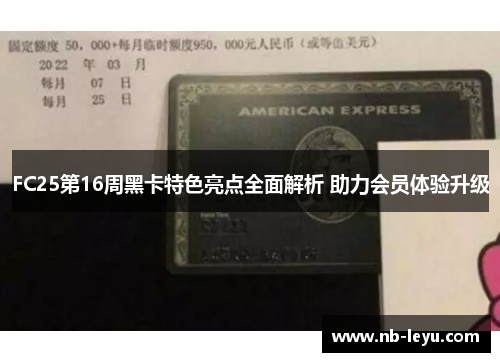 固定额度 50，000+每月临时额度950，000元人民币（或等值美元）
2022 年 03 月
每月 07 日
每月 25 日
AMERICAN EXPRESS
FC25第16周黑卡特色亮点全面解析 助力会员体验升级
www.nb-leyu.com